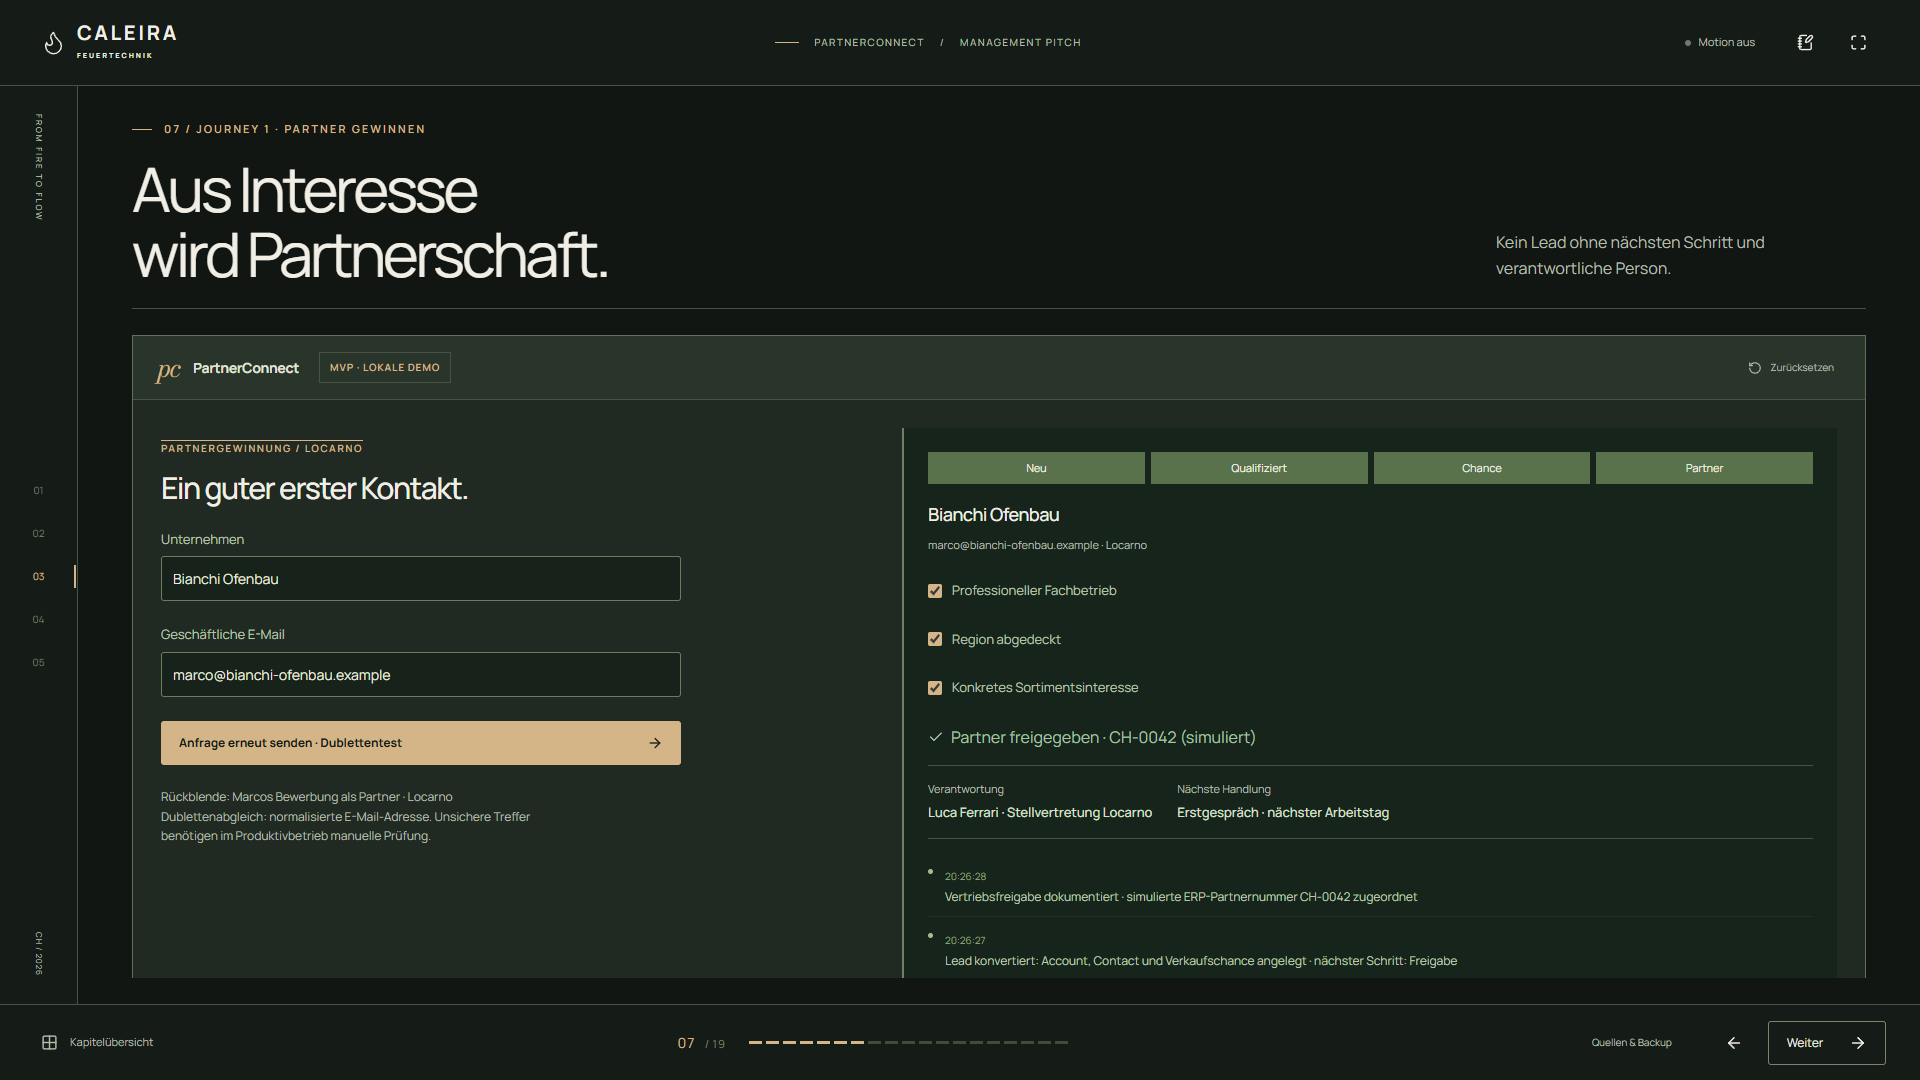 CALEIRA
FEUERTECHNIK
PARTNERCONNECT / MANAGEMENT PITCH
Motion aus
FROM FIRE TO FLOW
01
02
03
04
05
CH / 2026
07 / JOURNEY 1 · PARTNER GEWINNEN
Aus Interesse
wird Partnerschaft.
Kein Lead ohne nächsten Schritt und
verantwortliche Person.
pc PartnerConnect
MVP · LOKALE DEMO
Zurücksetzen
PARTNERGEWINNUNG / LOCARNO
Ein guter erster Kontakt.
Unternehmen
Bianchi Ofenbau
Geschäftliche E-Mail
marco@bianchi-ofenbau.example
Anfrage erneut senden · Dublettentest
Rückblende: Marcos Bewerbung als Partner · Locarno
Dublettenabgleich: normalisierte E-Mail-Adresse. Unsichere Treffer
benötigen im Produktivbetrieb manuelle Prüfung.
Neu
Qualifiziert
Chance
Partner
Bianchi Ofenbau
marco@bianchi-ofenbau.example · Locarno
Professioneller Fachbetrieb
Region abgedeckt
Konkretes Sortimentsinteresse
Partner freigegeben · CH-0042 (simuliert)
Verantwortung
Luca Ferrari · Stellvertretung Locarno
Nächste Handlung
Erstgespräch · nächster Arbeitstag
20:26:28
Vertriebsfreigabe dokumentiert · simulierte ERP-Partnernummer CH-0042 zugeordnet
20:26:27
Lead konvertiert: Account, Contact und Verkaufschance angelegt · nächster Schritt: Freigabe
Kapitelübersicht
07 / 19
Quellen & Backup
Weiter